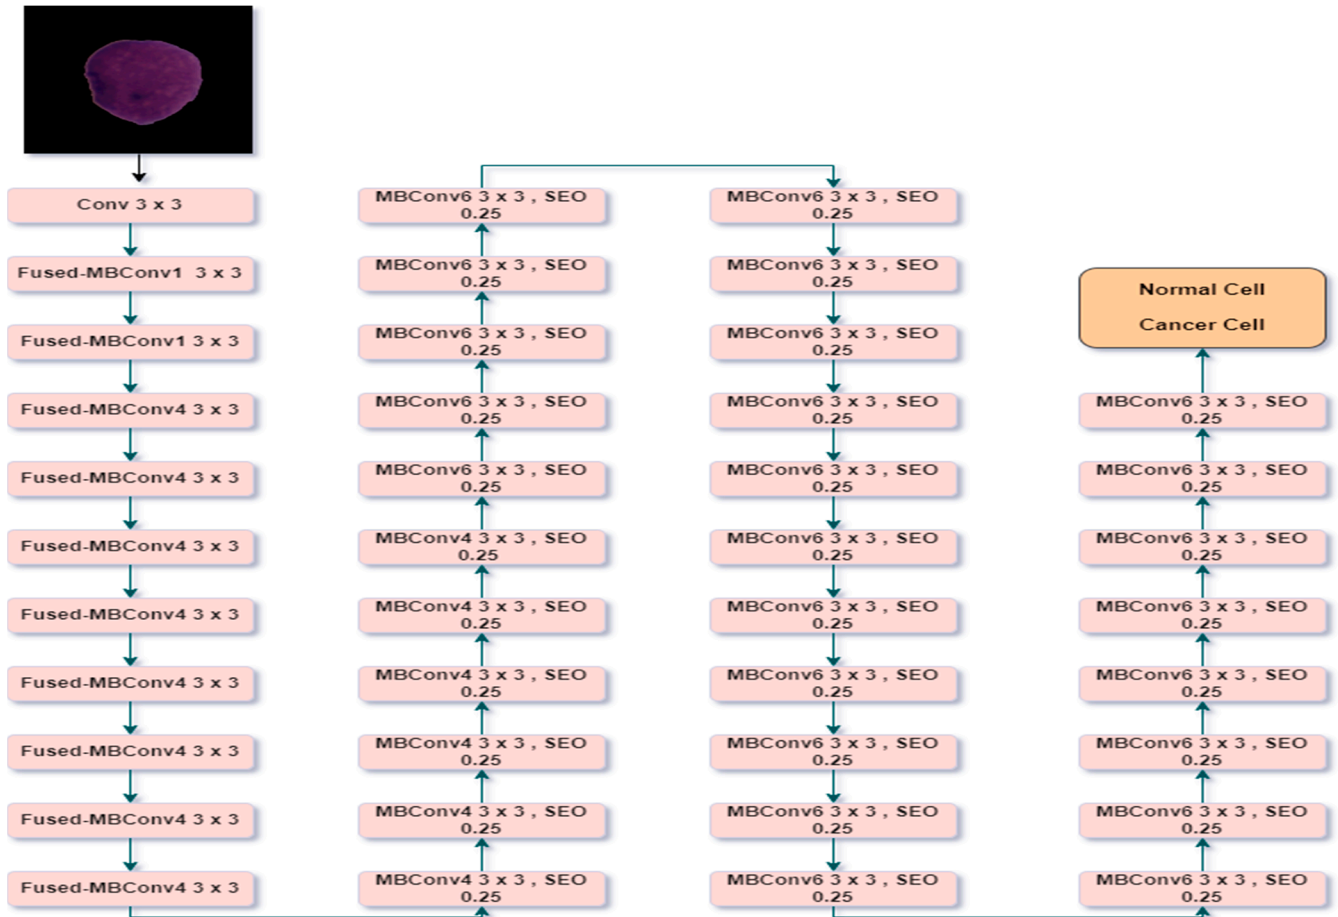 Conv 3 x 3
Fused-MBConv1 3 x 3
Fused-MBConv1 3 x 3
Fused-MBConv4 3 x 3
Fused-MBConv4 3 x 3
Fused-MBConv4 3 x 3
Fused-MBConv4 3 x 3
Fused-MBConv4 3 x 3
Fused-MBConv4 3 x 3
Fused-MBConv4 3 x 3
Fused-MBConv4 3 x 3
MBConv4 3 x 3 , SEO
0.25
MBConv4 3 x 3 , SEO
0.25
MBConv4 3 x 3 , SEO
0.25
MBConv4 3 x 3 , SEO
0.25
MBConv4 3 x 3 , SEO
0.25
MBConv4 3 x 3 , SEO
0.25
MBConv6 3 x 3 , SEO
0.25
MBConv6 3 x 3 , SEO
0.25
MBConv6 3 x 3 , SEO
0.25
MBConv6 3 x 3 , SEO
0.25
MBConv6 3 x 3 , SEO
0.25
MBConv6 3 x 3 , SEO
0.25
MBConv6 3 x 3 , SEO
0.25
MBConv6 3 x 3 , SEO
0.25
MBConv6 3 x 3 , SEO
0.25
MBConv6 3 x 3 , SEO
0.25
MBConv6 3 x 3 , SEO
0.25
MBConv6 3 x 3 , SEO
0.25
MBConv6 3 x 3 , SEO
0.25
MBConv6 3 x 3 , SEO
0.25
MBConv6 3 x 3 , SEO
0.25
MBConv6 3 x 3 , SEO
0.25
MBConv6 3 x 3 , SEO
0.25
MBConv6 3 x 3 , SEO
0.25
MBConv6 3 x 3 , SEO
0.25
MBConv6 3 x 3 , SEO
0.25
MBConv6 3 x 3 , SEO
0.25
MBConv6 3 x 3 , SEO
0.25
MBConv6 3 x 3 , SEO
0.25
MBConv6 3 x 3 , SEO
0.25
Normal Cell
Cancer Cell